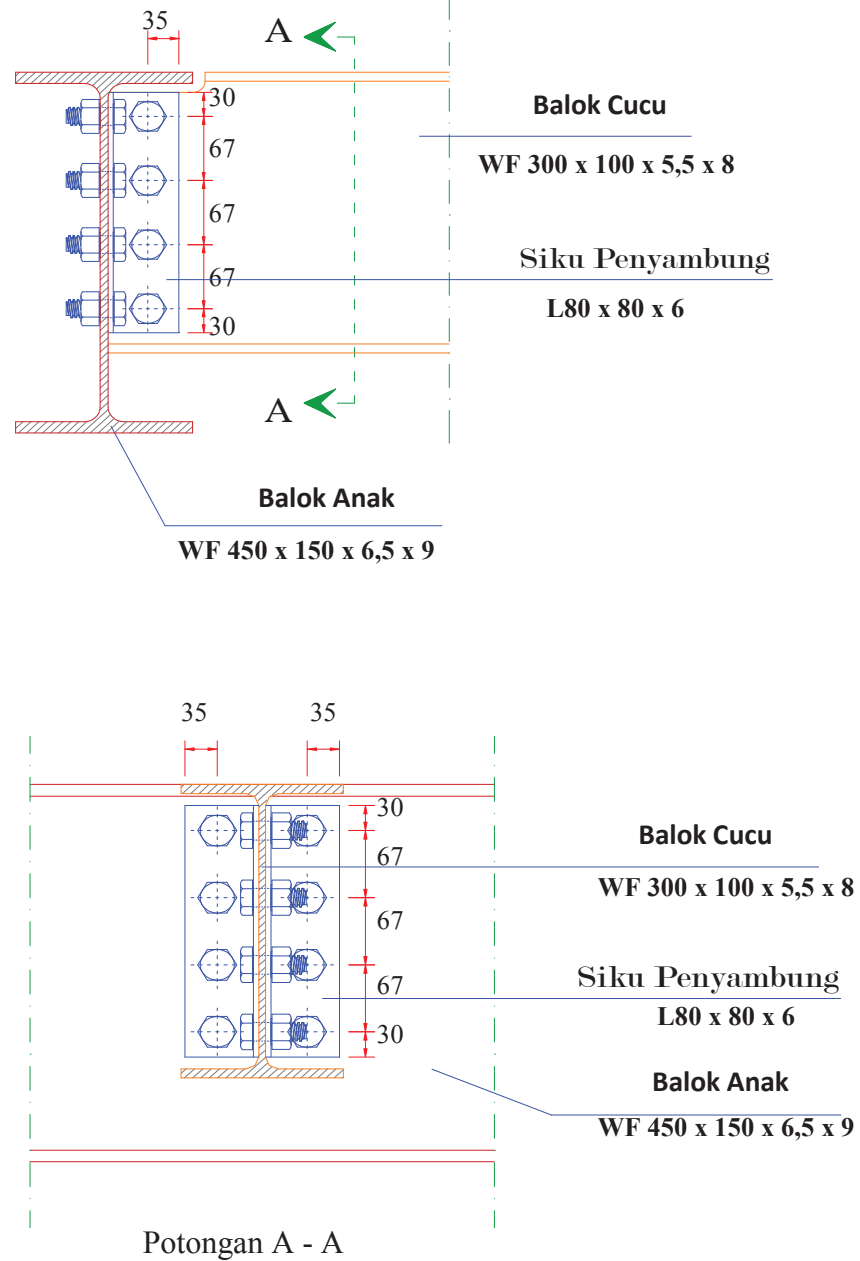 35
A
30
Balok Cucu
67
WF 300 x 100 x 5,5 x 8
67
Siku Penyambung
67
L80 x 80 x 6
30
A
Balok Anak
WF 450 x 150 x 6,5 x 9
35 35
30
Balok Cucu
67
WF 300 x 100 x 5,5 x 8
67
Siku Penyambung
67
L80 x 80 x 6
30
Balok Anak
WF 450 x 150 x 6,5 x 9
Potongan A - A